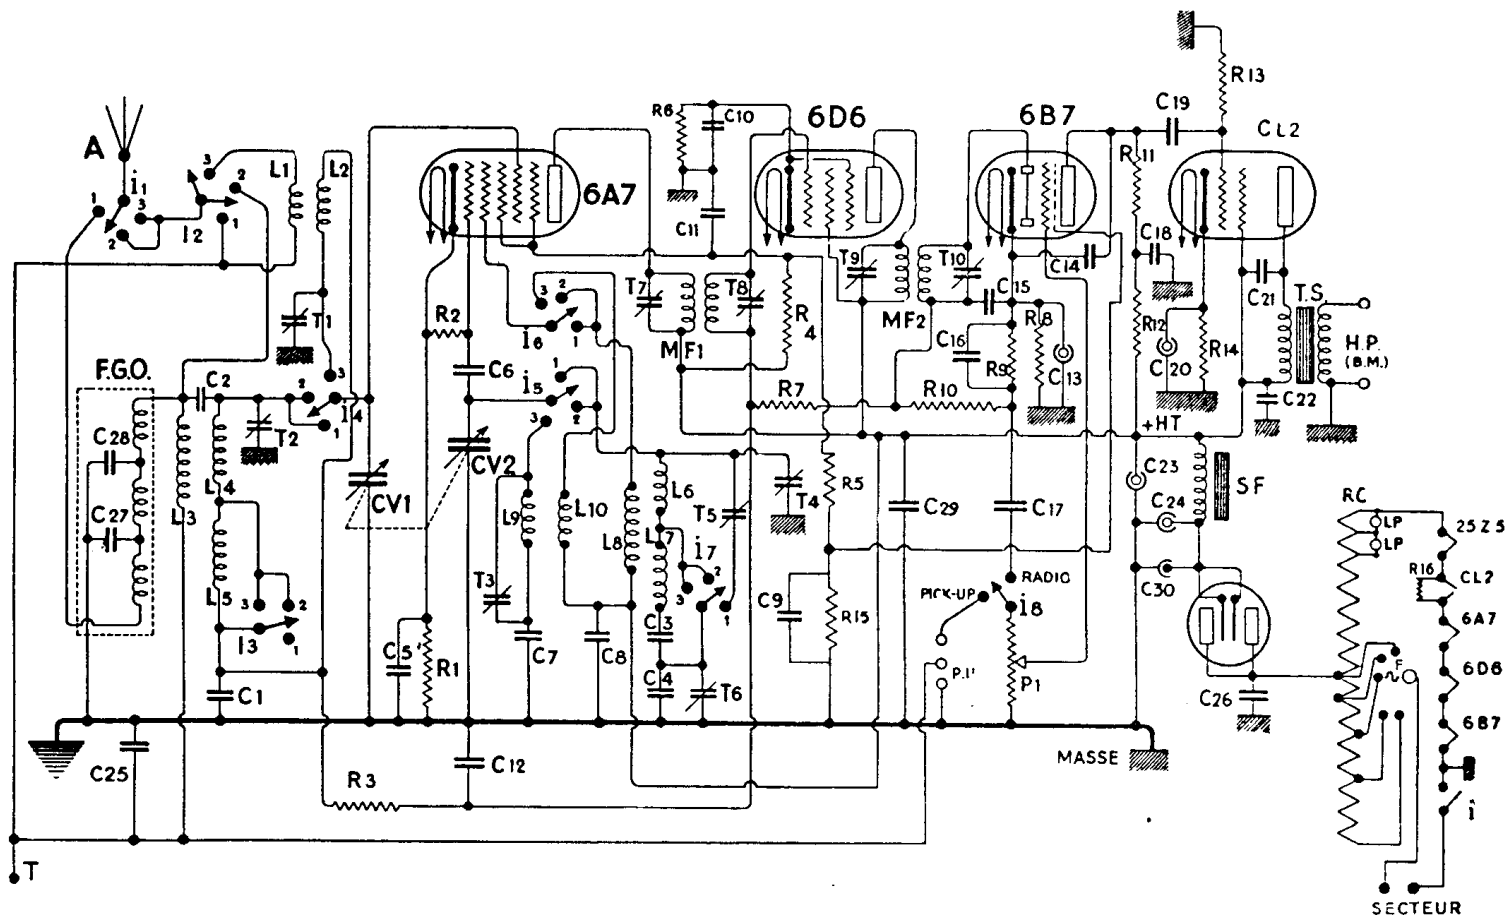 A
i1
1
2
3
I2
3
2
1
L1
L2
6A7
R6
C10
C11
6D6
6B7
R11
C19
R13
CL2
T1
R2
3
2
1
i6
T7
MF1
T8
R4
T9
MF2
T10
C14
C15
C16
R9
R8
C13
C18
R12
C20
R14
C21
T.S
H.P.
(B.M.)
C22
F.G.O.
C28
C27
C2
T2
2
3
1
i4
L3
L4
L5
3
2
1
I3
C1
CV1
C6
CV2
i5
1
2
3
R7
R10
+HT
L9
L10
L8
L6
L7
T5
i7
2
3
1
T4
R5
C29
C17
C23
C24
C30
SF
RC
LP
LP
25Z5
R16
CL2
6A7
6D6
6B7
i
F
T3
C5
R1
C7
C8
C3
C4
T6
C9
R15
PICK-UP
RADIO
i8
P.U
P1
C26
MASSE
C25
C12
R3
T
SECTEUR